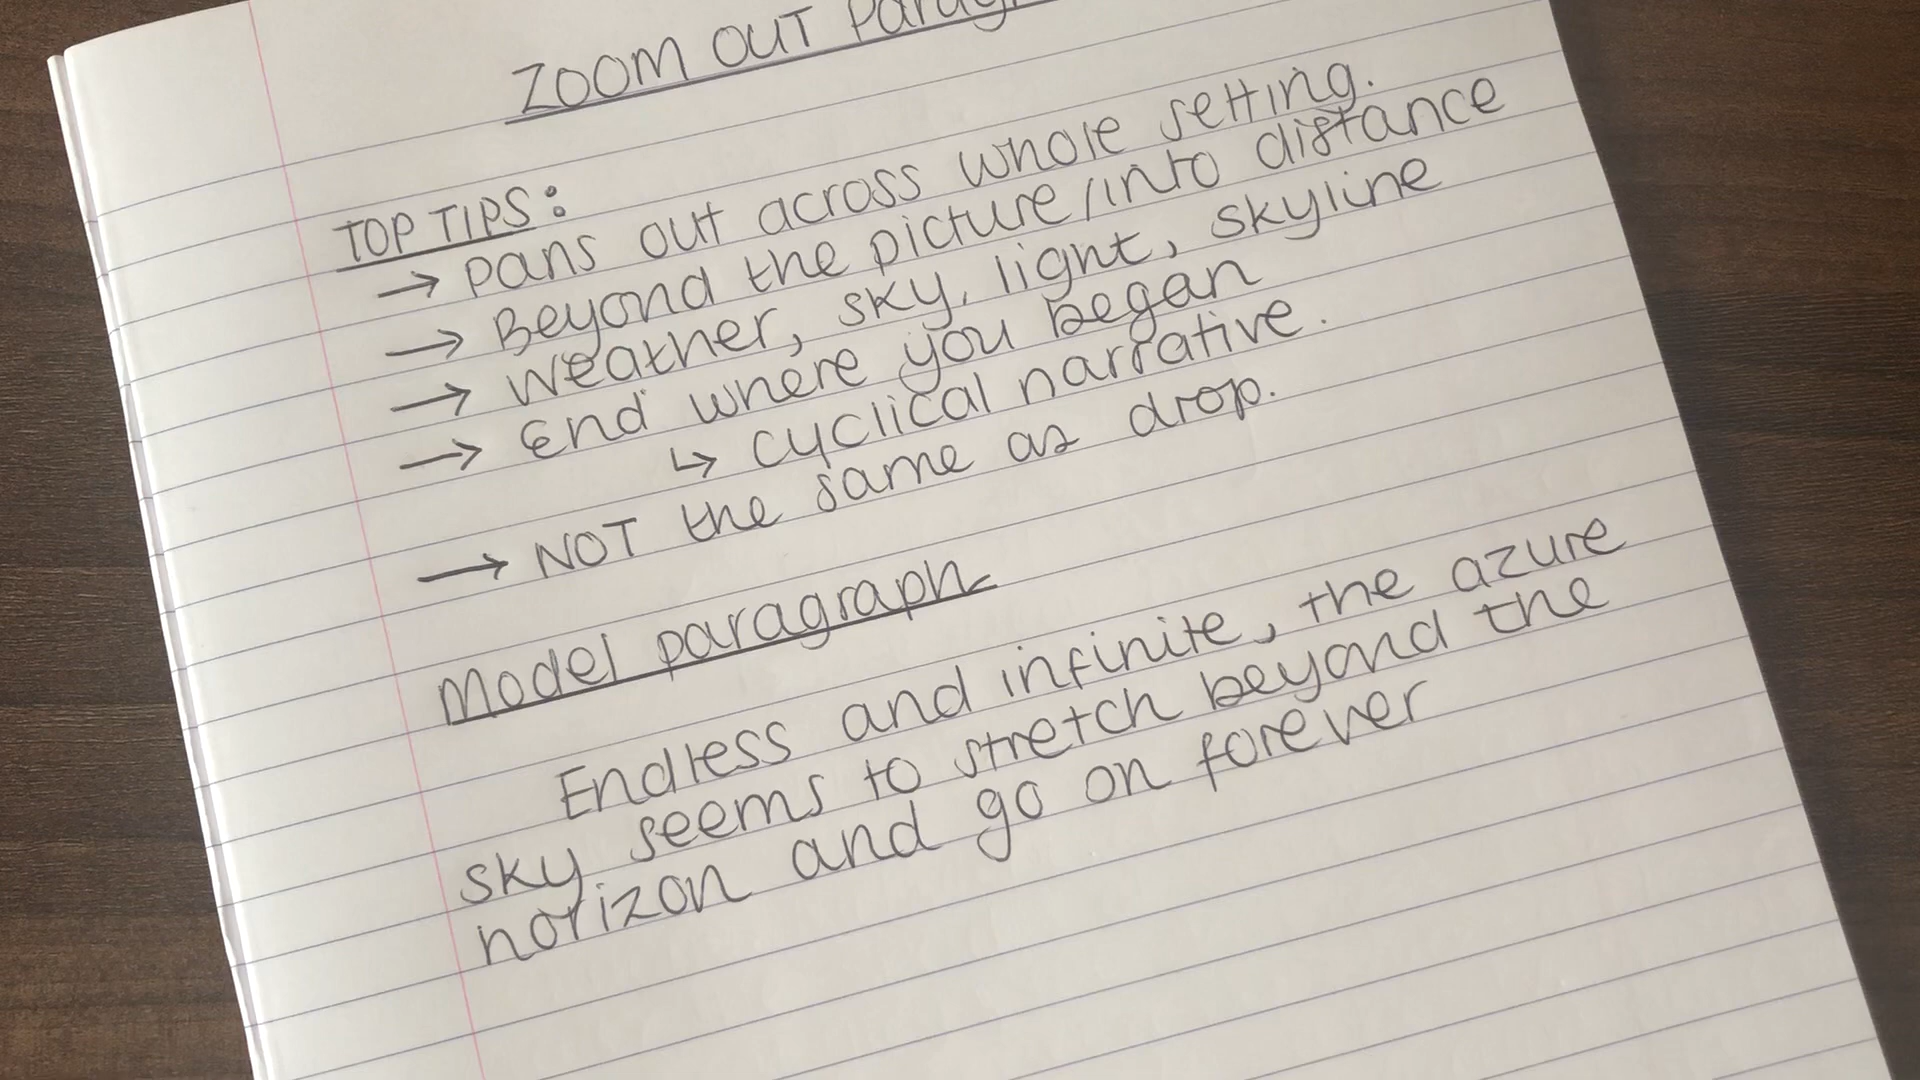 ZOOM OUT
TOP TIPS:
→ pans out across whole setting.
→ Beyond the picture/into distance
→ weather, sky, light, skyline
→ End where you began
↳ cyclical narrative.
→ NOT the same as drop.
Model paragraph
Endless and infinite, the azure
sky seems to stretch beyond the
horizon and go on forever